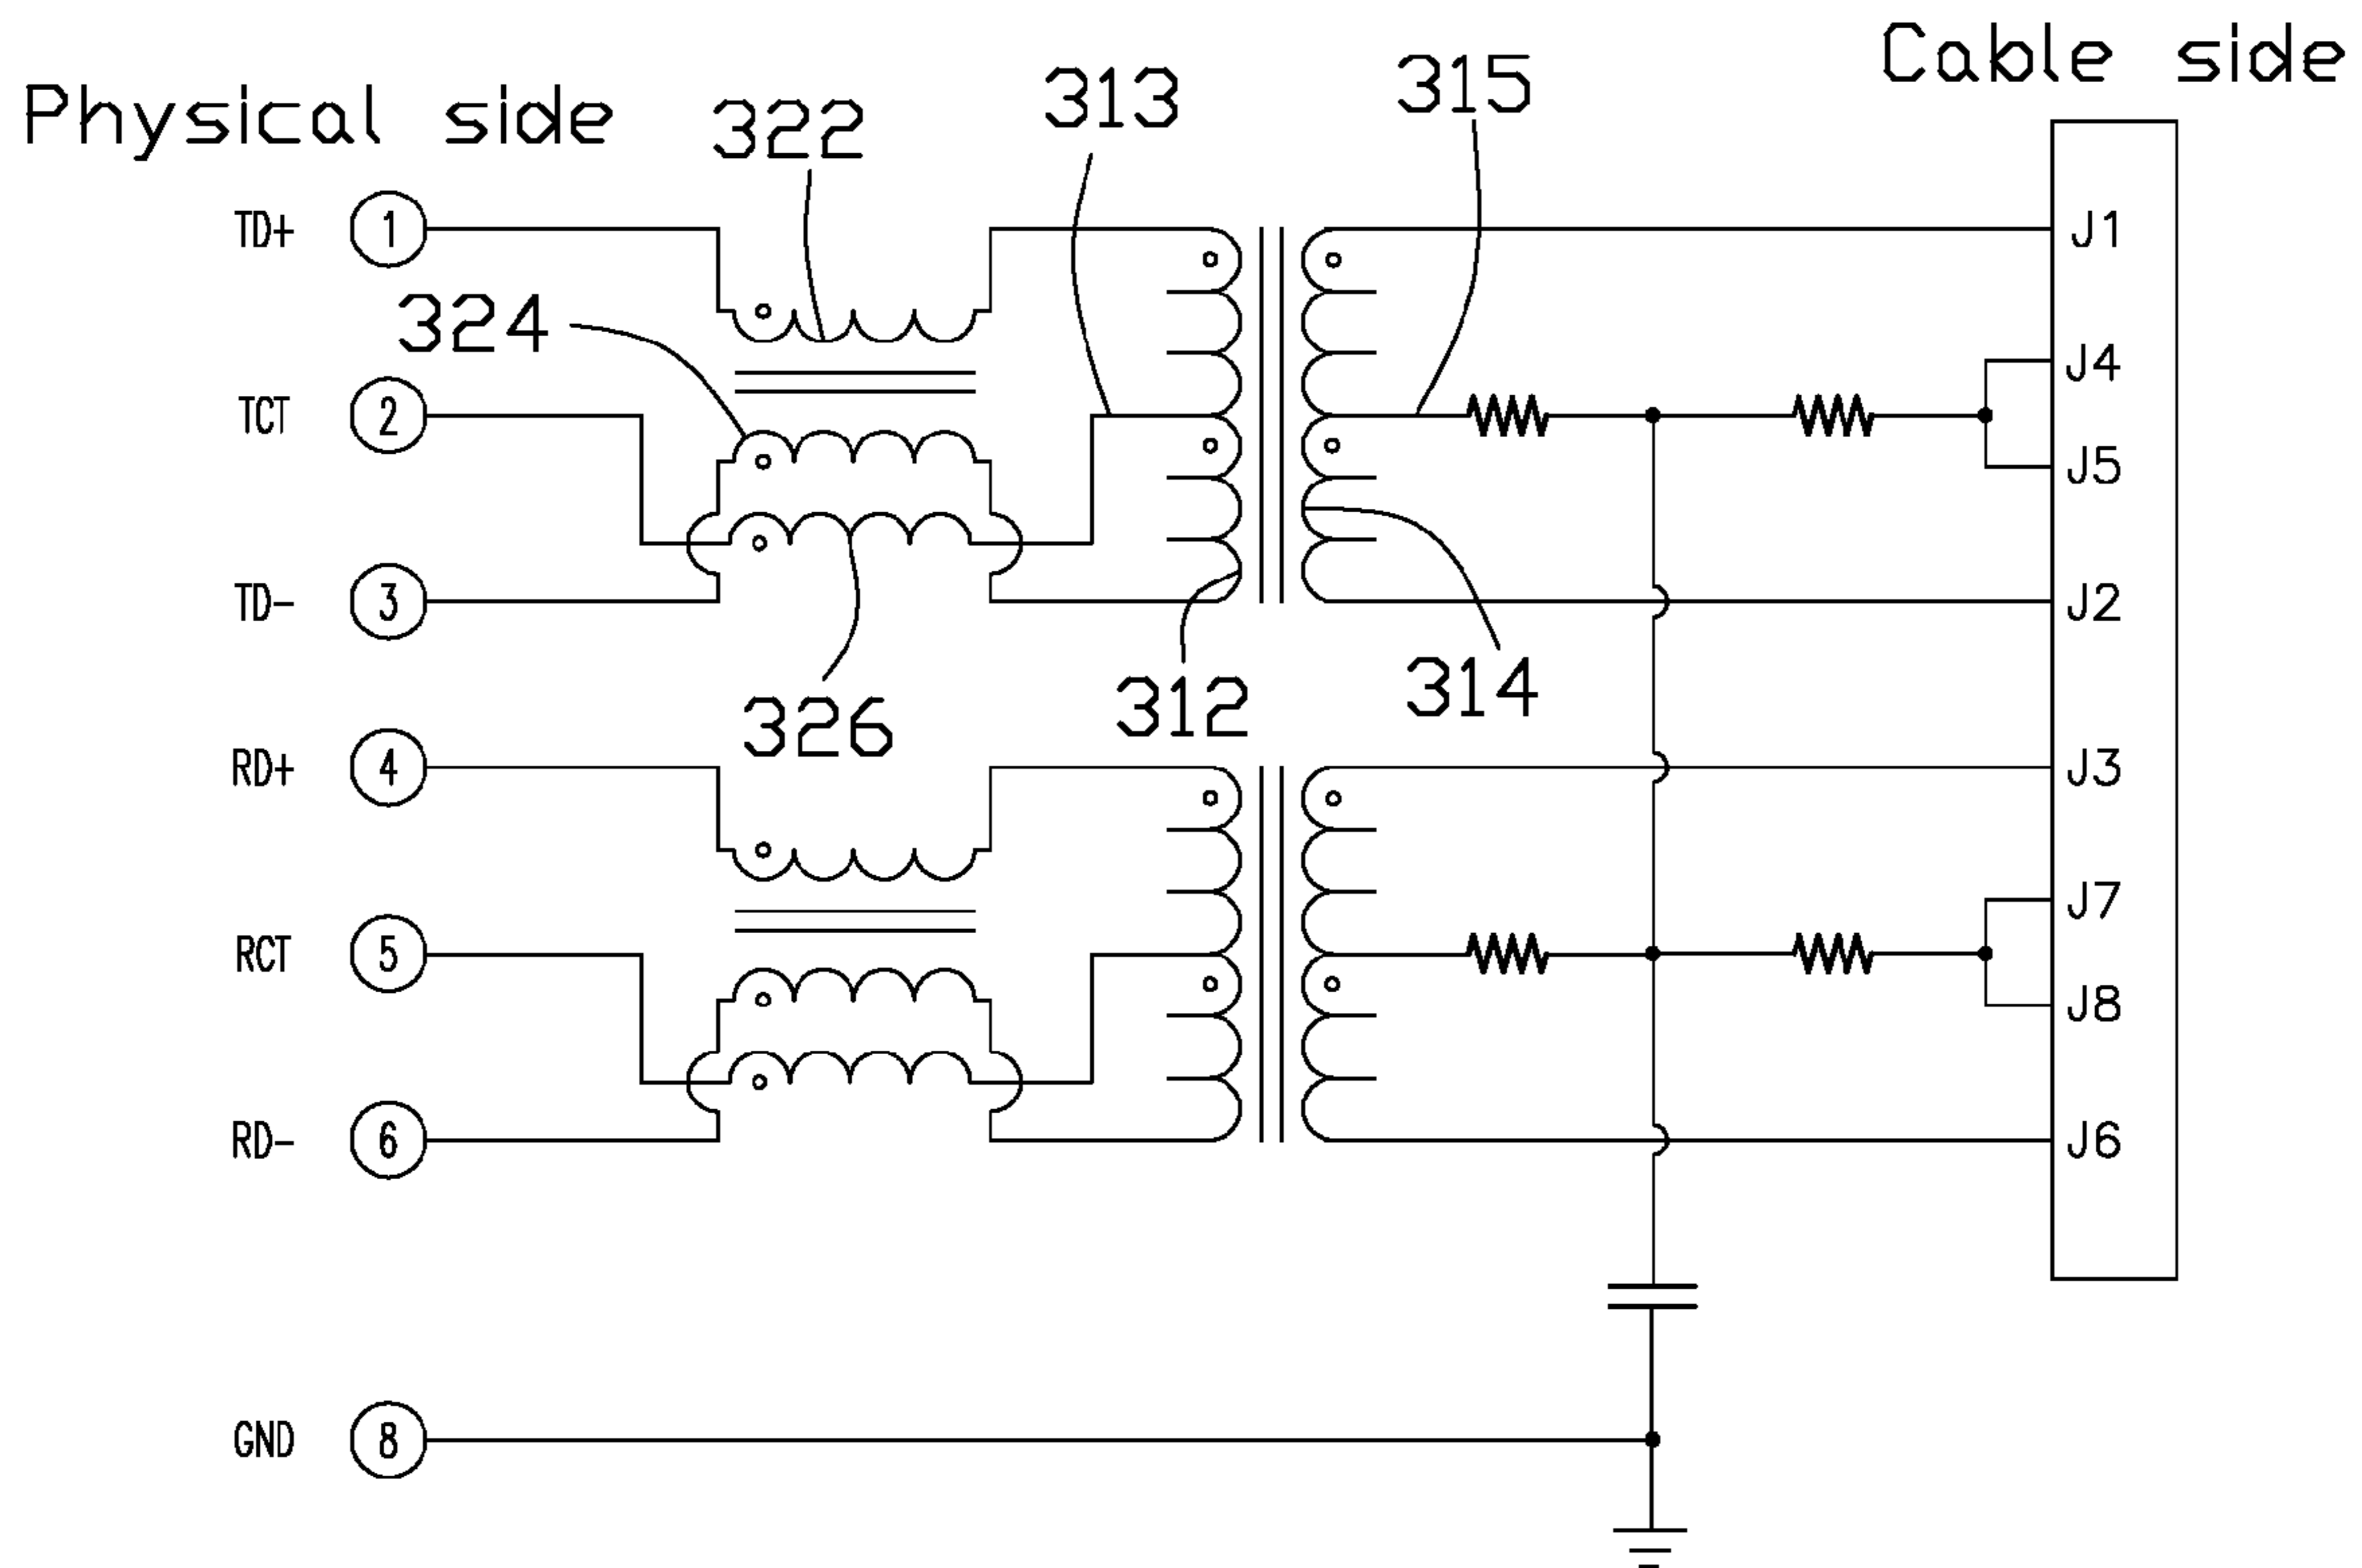 Cable side
Physical side
322
313
315
TD+ 1
J1
324
J4
TCT 2
J5
TD- 3
J2
326
312
314
RD+ 4
J3
J7
RCT 5
J8
RD- 6
J6
GND 8